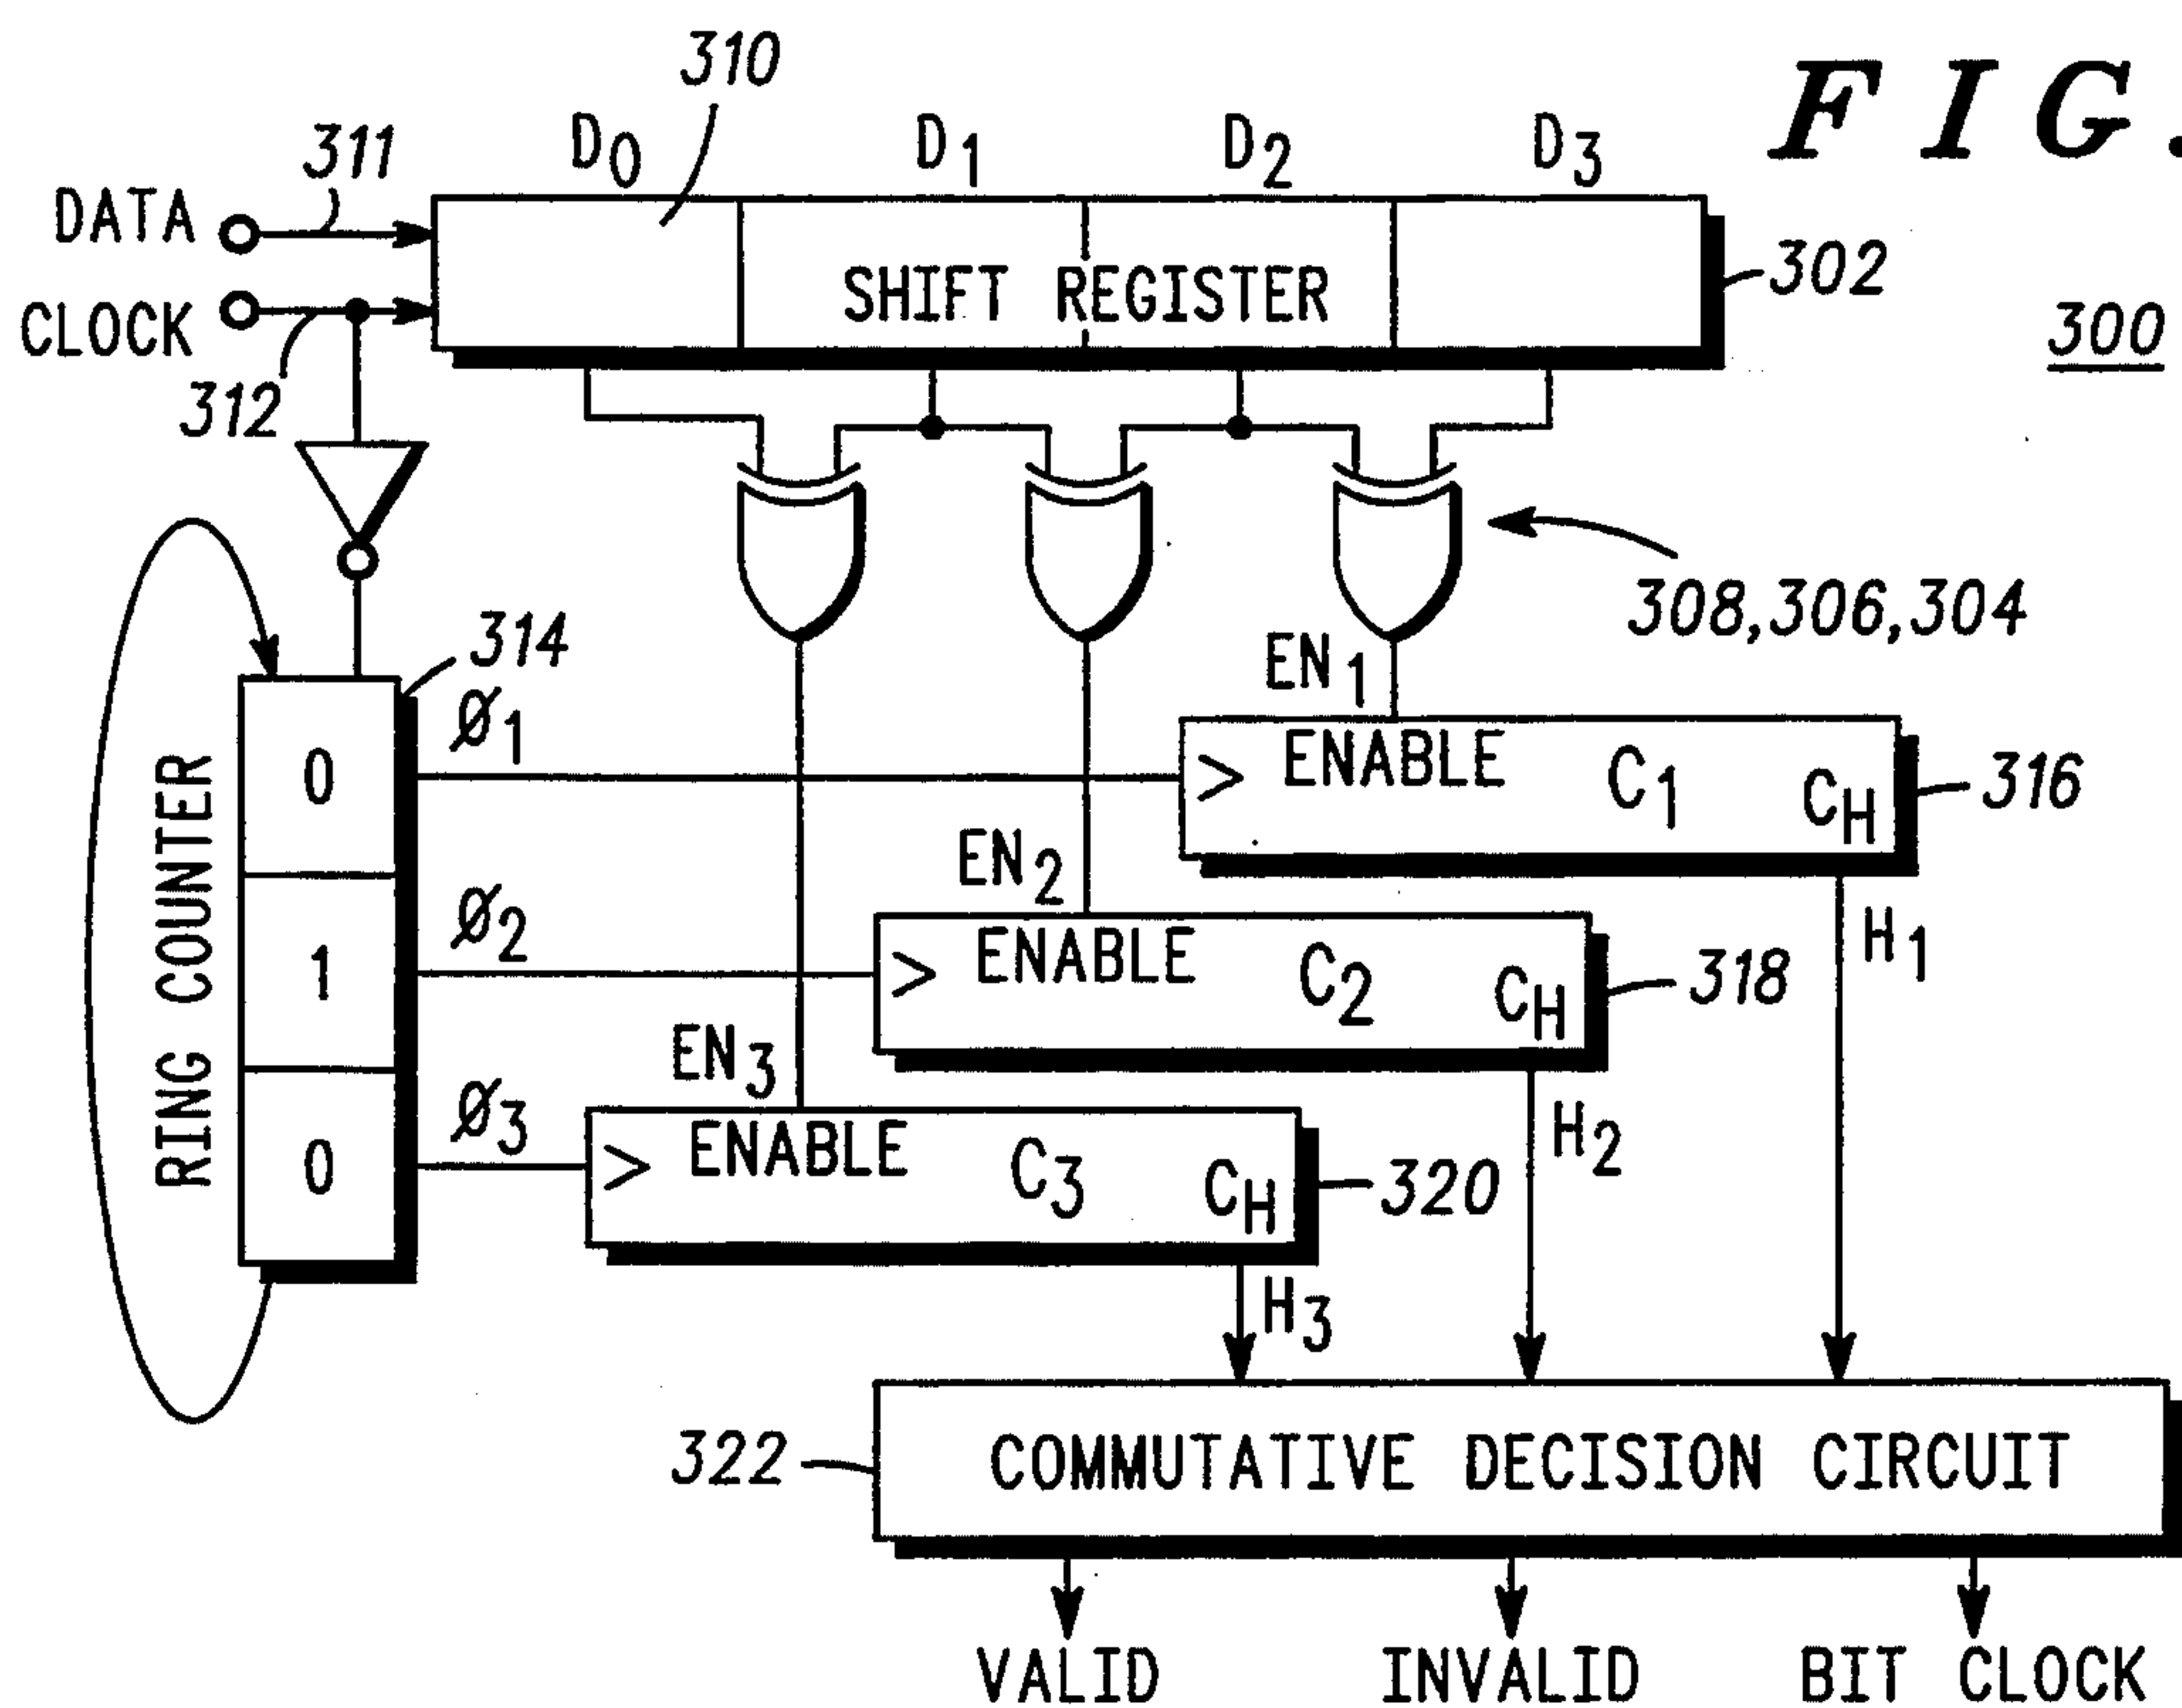 FIG.
310
311
D0
D1
D2
D3
DATA
CLOCK
SHIFT REGISTER
302
300
312
308,306,304
314
Ø1
EN1
RING COUNTER
0
1
0
ENABLE C1 CH
316
EN2
Ø2
ENABLE C2 CH
318
H1
EN3
Ø3
ENABLE C3 CH
320
H2
H3
322
COMMUTATIVE DECISION CIRCUIT
VALID
INVALID
BIT CLOCK